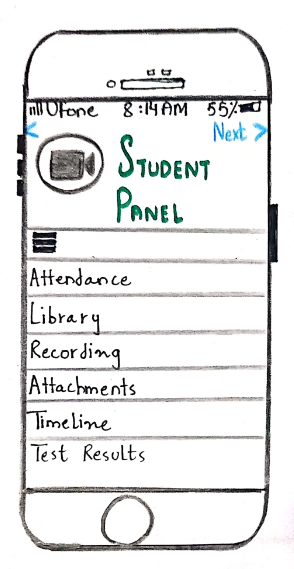 Ufone 8:14AM 55%
< Next >
STUDENT
PANEL
Attendance
Library
Recording
Attachments
Timeline
Test Results